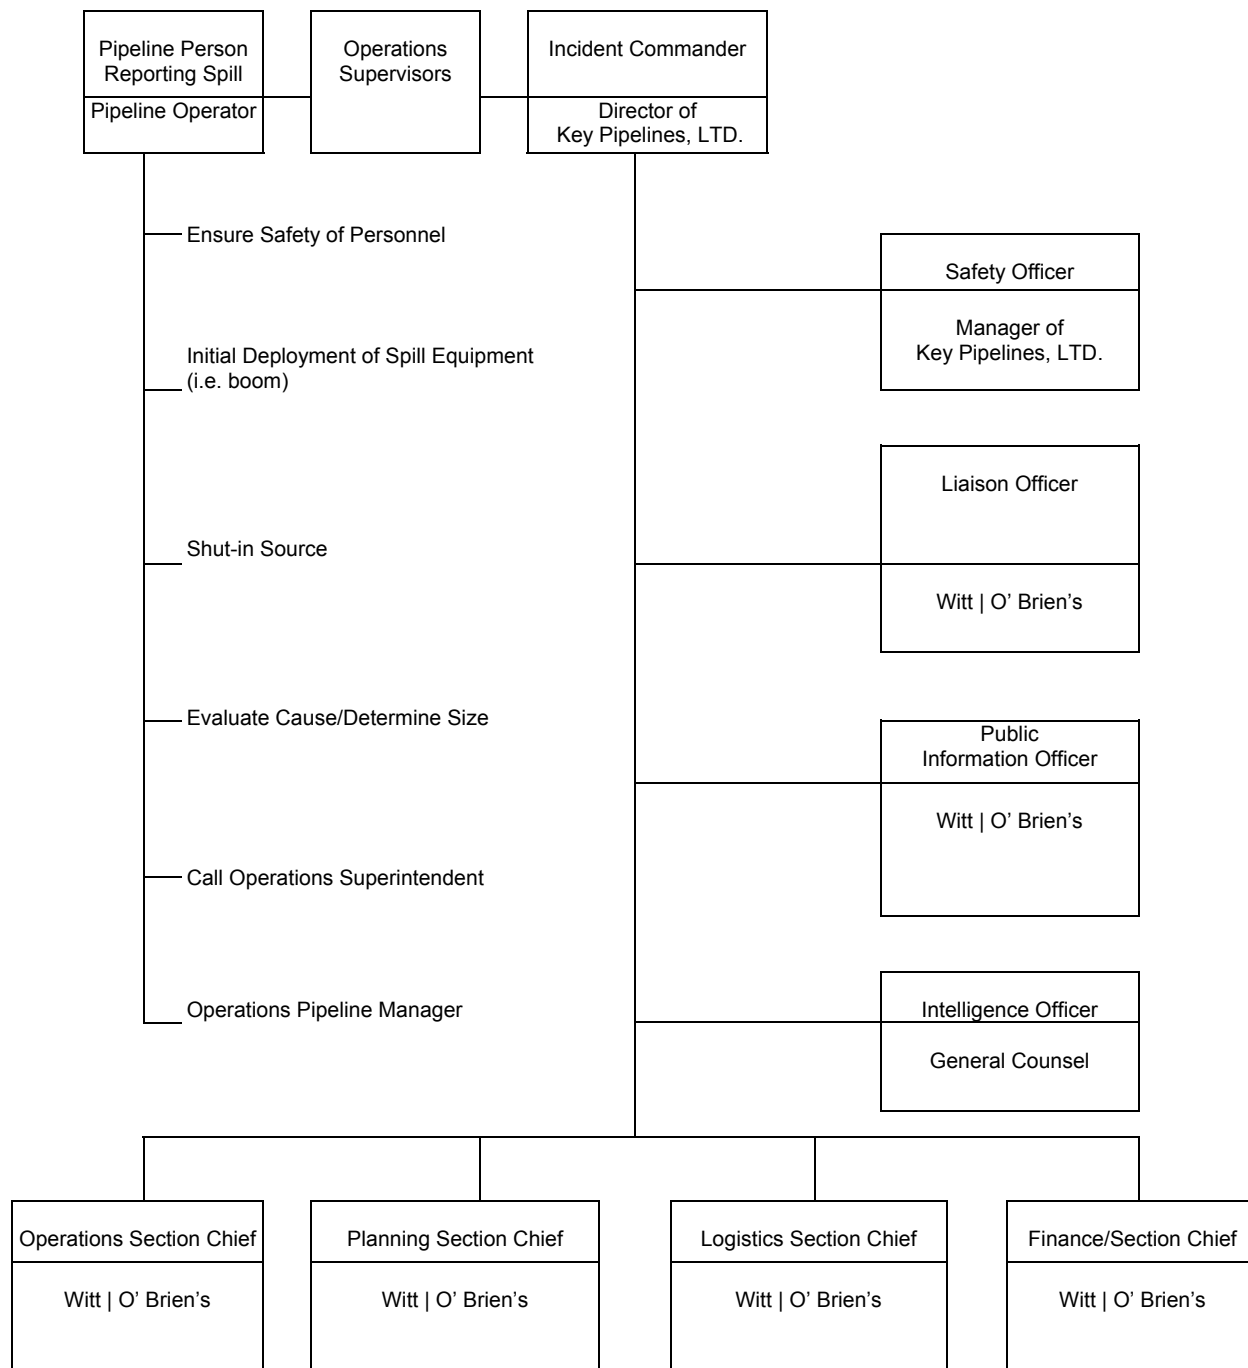 Pipeline Person
Reporting Spill
Pipeline Operator
Operations
Supervisors
Incident Commander
Director of
Key Pipelines, LTD.
Ensure Safety of Personnel
Initial Deployment of Spill Equipment
(i.e. boom)
Shut-in Source
Evaluate Cause/Determine Size
Call Operations Superintendent
Operations Pipeline Manager
Safety Officer
Manager of
Key Pipelines, LTD.
Liaison Officer
Witt | O’ Brien’s
Public
Information Officer
Witt | O’ Brien’s
Intelligence Officer
General Counsel
Operations Section Chief
Witt | O’ Brien’s
Planning Section Chief
Witt | O’ Brien’s
Logistics Section Chief
Witt | O’ Brien’s
Finance/Section Chief
Witt | O’ Brien’s